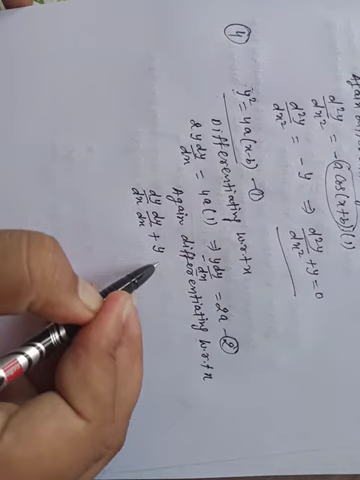 Again
d²y/dx² = -a cos(x+b)(1)
d²y/dx² = -y ⇒ d²y/dx² + y = 0
④ y² = 4a(x-b) -①
Differentiating w.r.t x
2y dy/dx = 4a(1) ⇒ y dy/dx = 2a -②
Again differentiating w.r.t x
dy/dx dy/dx + y